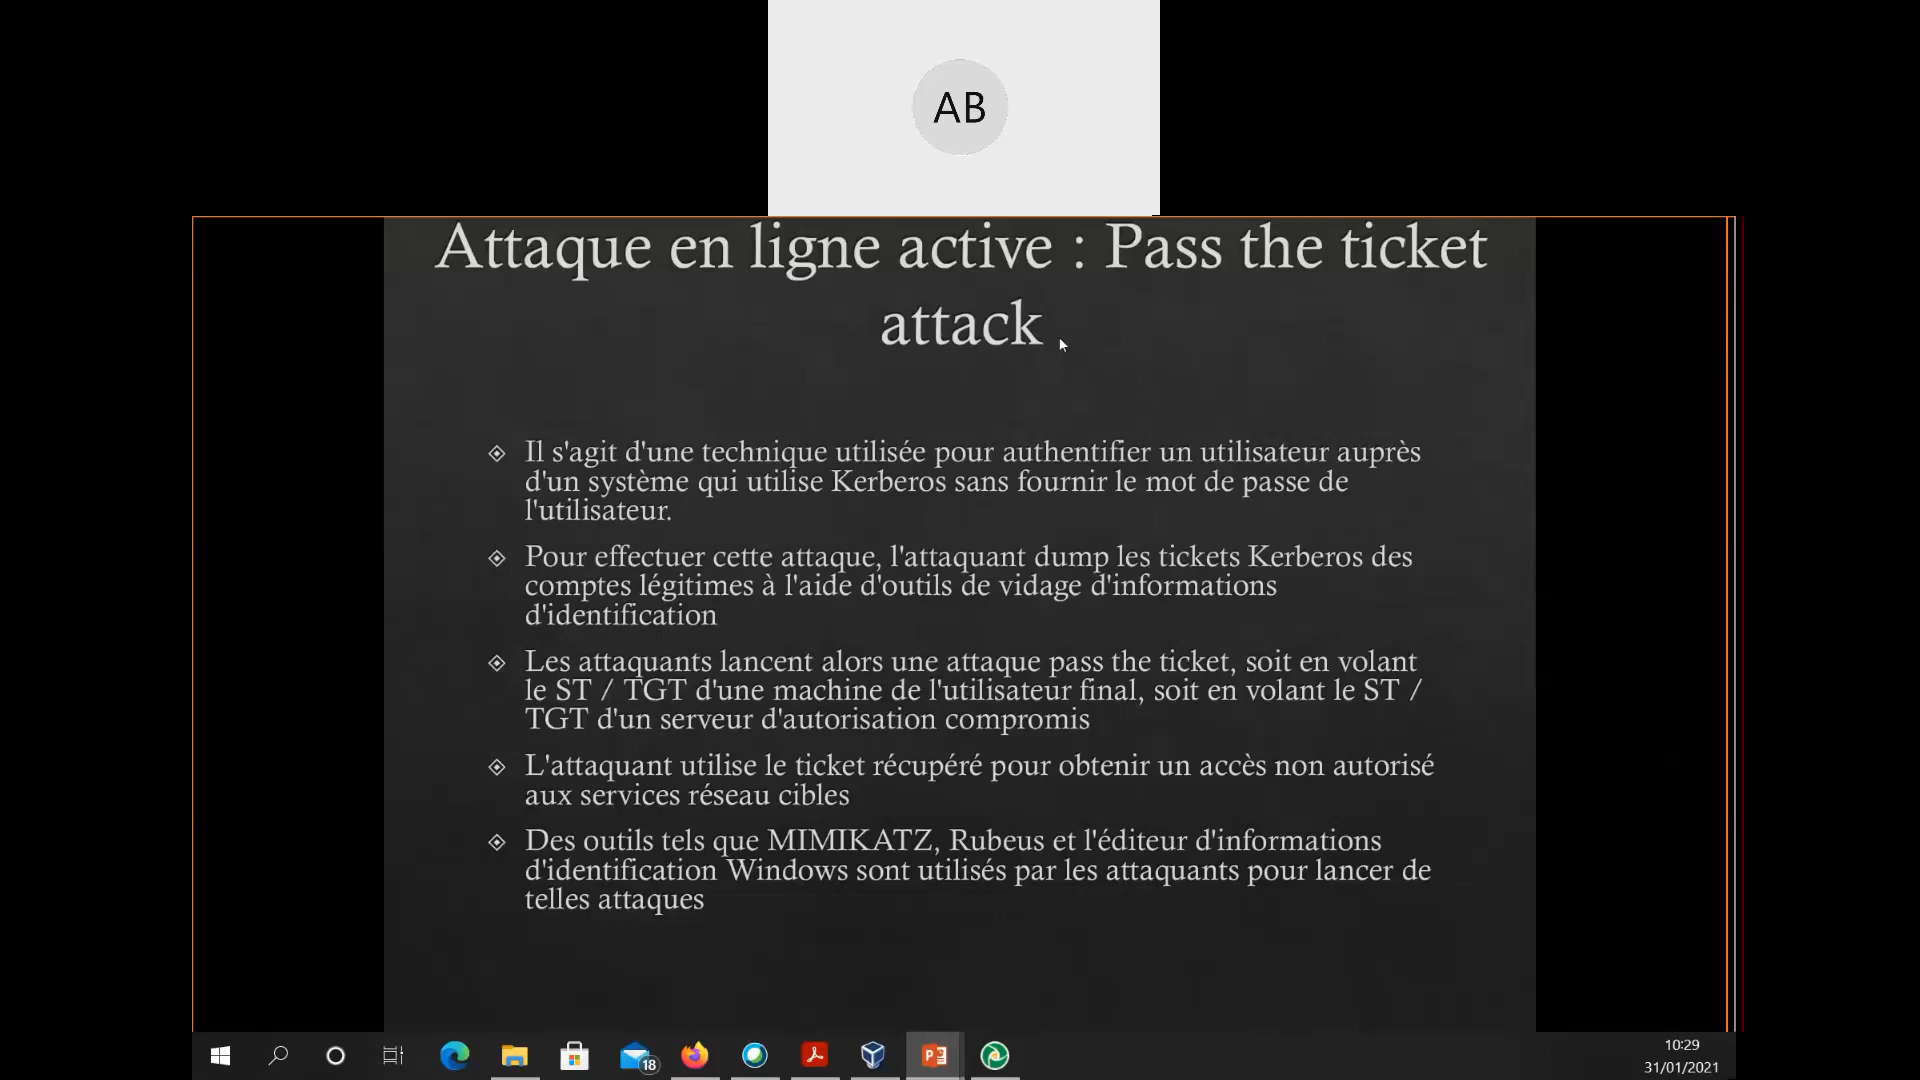 AB
Attaque en ligne active : Pass the ticket
attack
Il s'agit d'une technique utilisée pour authentifier un utilisateur auprès
d'un système qui utilise Kerberos sans fournir le mot de passe de
l'utilisateur.
Pour effectuer cette attaque, l'attaquant dump les tickets Kerberos des
comptes légitimes à l'aide d'outils de vidage d'informations
d'identification
Les attaquants lancent alors une attaque pass the ticket, soit en volant
le ST / TGT d'une machine de l'utilisateur final, soit en volant le ST /
TGT d'un serveur d'autorisation compromis
L'attaquant utilise le ticket récupéré pour obtenir un accès non autorisé
aux services réseau cibles
Des outils tels que MIMIKATZ, Rubeus et l'éditeur d'informations
d'identification Windows sont utilisés par les attaquants pour lancer de
telles attaques
18
10:29
31/01/2021